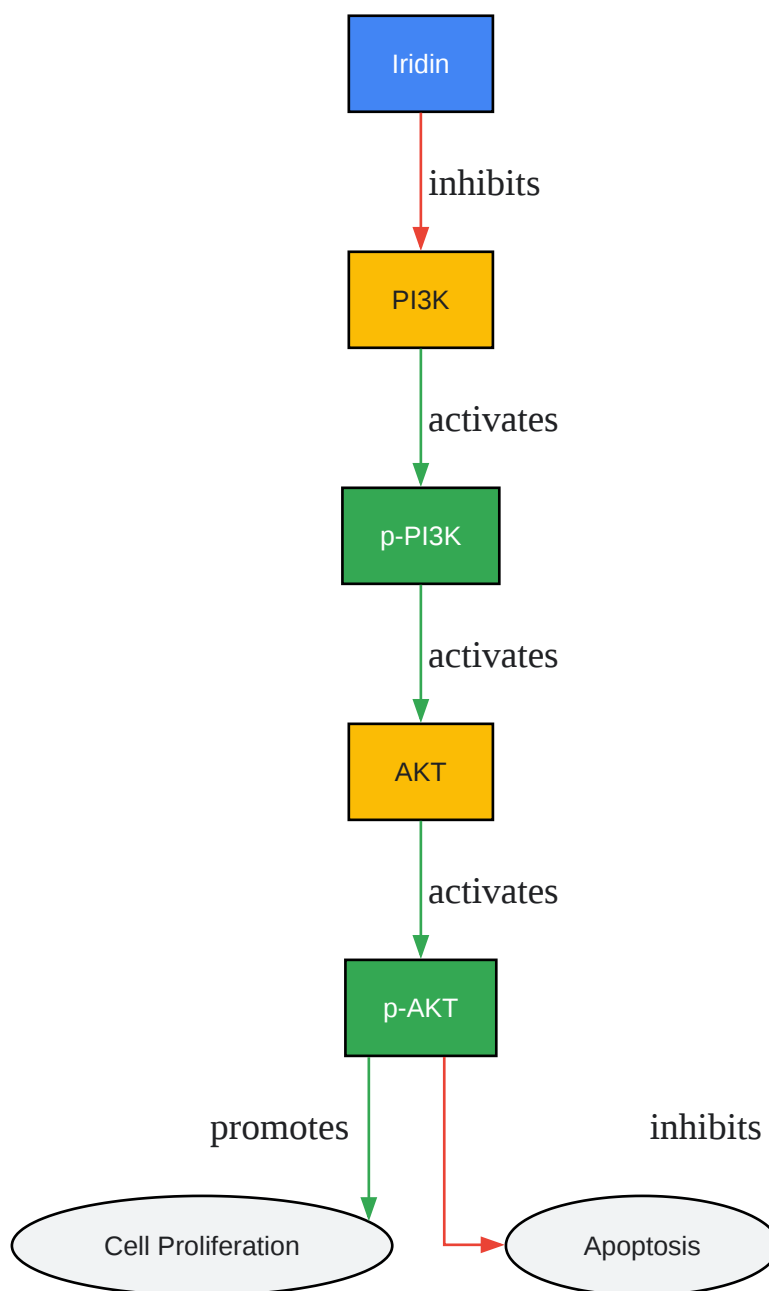 Iridin
inhibits
PI3K
activates
p-PI3K
activates
AKT
activates
p-AKT
promotes
inhibits
Cell Proliferation
Apoptosis